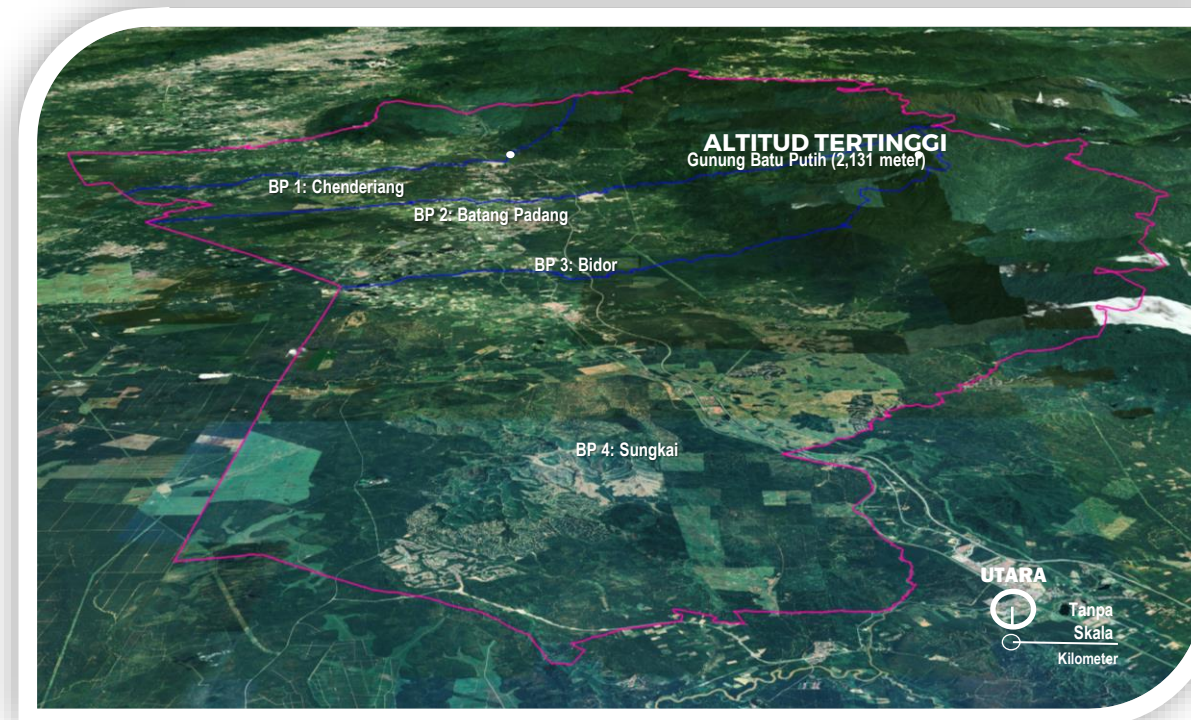 ALTITUD TERTINGGI
Gunung Batu Putih (2,131 meter)
BP 1: Chenderiang
BP 2: Batang Padang
BP 3: Bidor
BP 4: Sungkai
UTARA
Tanpa
Skala
Kilometer